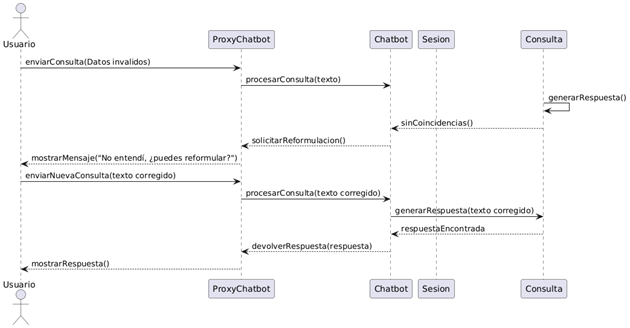 Usuario
ProxyChatbot
Chatbot
Sesion
Consulta
enviarConsulta(Datos invalidos)
procesarConsulta(texto)
generarRespuesta()
sinCoincidencias()
solicitarReformulacion()
mostrarMensaje("No entendí, ¿puedes reformular?")
enviarNuevaConsulta(texto corregido)
procesarConsulta(texto corregido)
generarRespuesta(texto corregido)
respuestaEncontrada
devolverRespuesta(respuesta)
mostrarRespuesta()
Usuario
ProxyChatbot
Chatbot
Sesion
Consulta